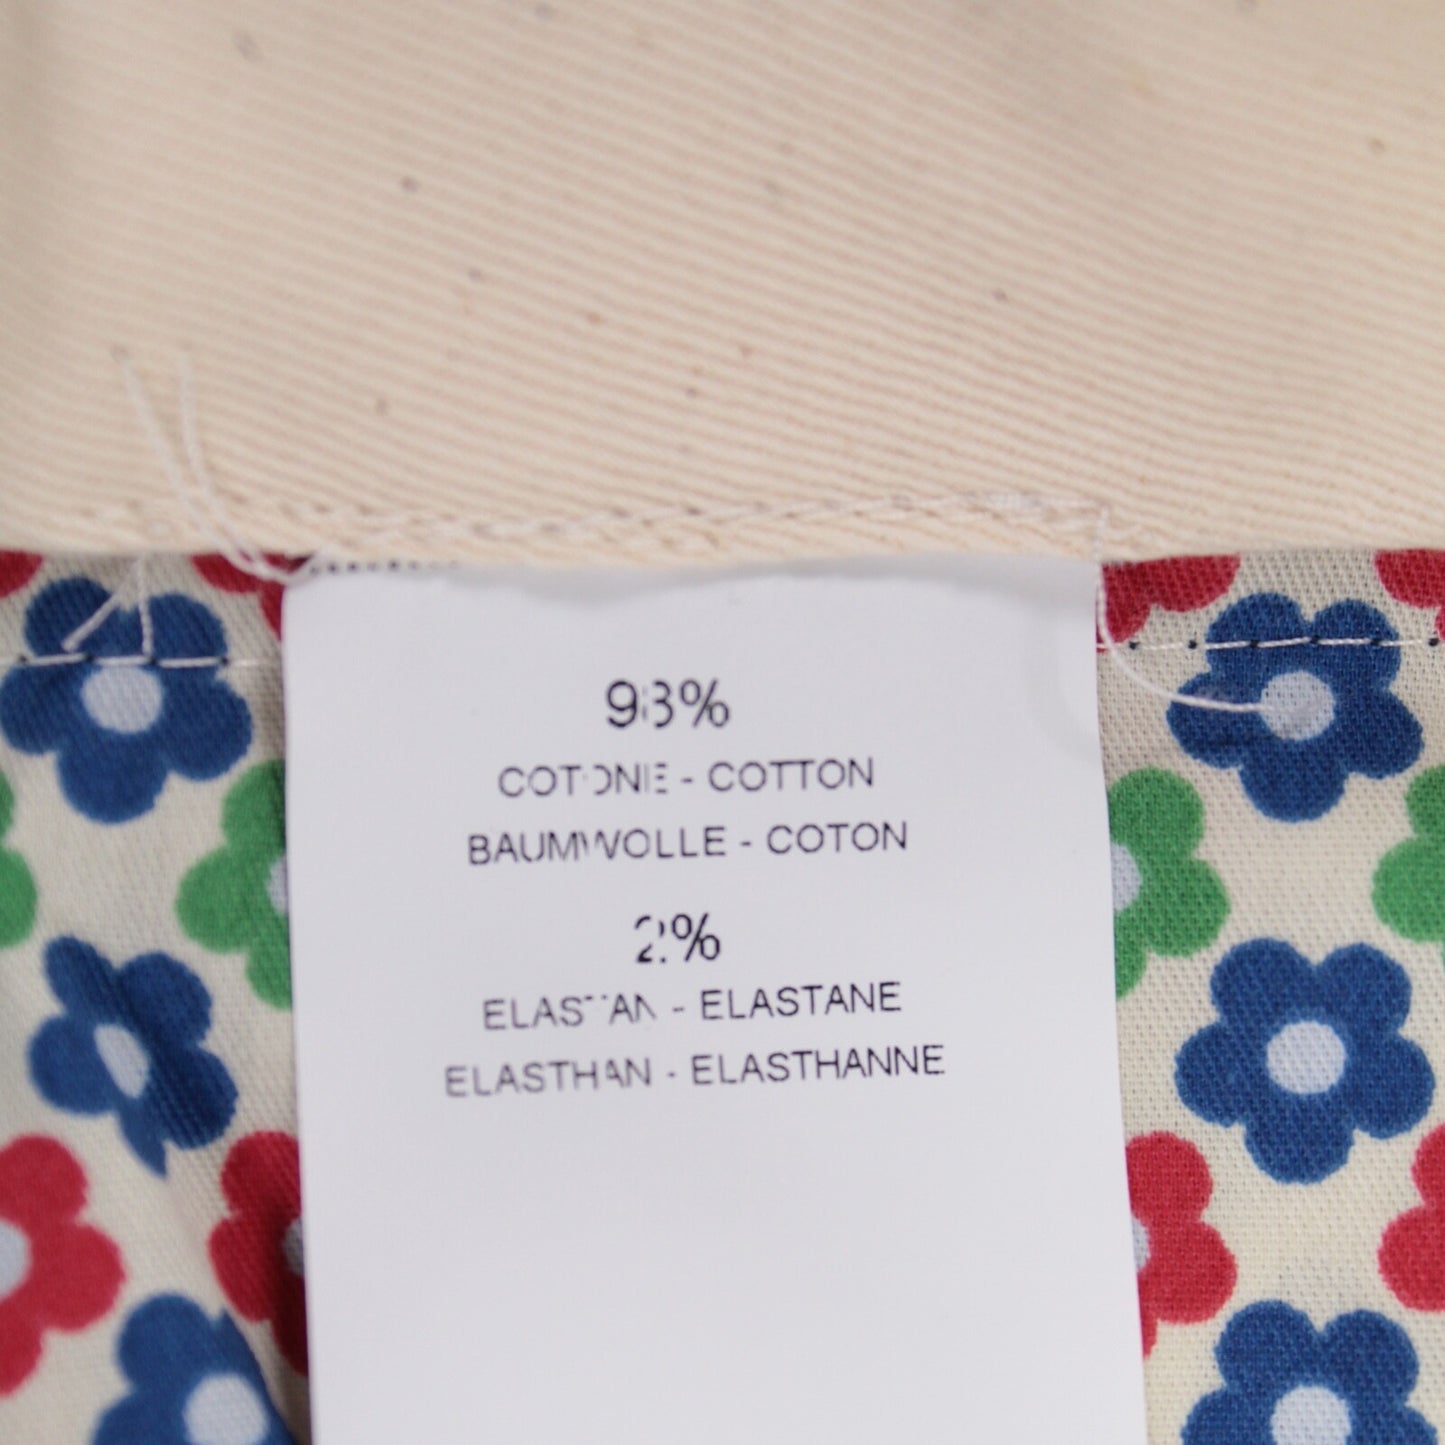 98%
COTONE - COTTON
BAUMWOLLE - COTON
2%
ELASTAN - ELASTANE
ELASTHAN - ELASTHANNE